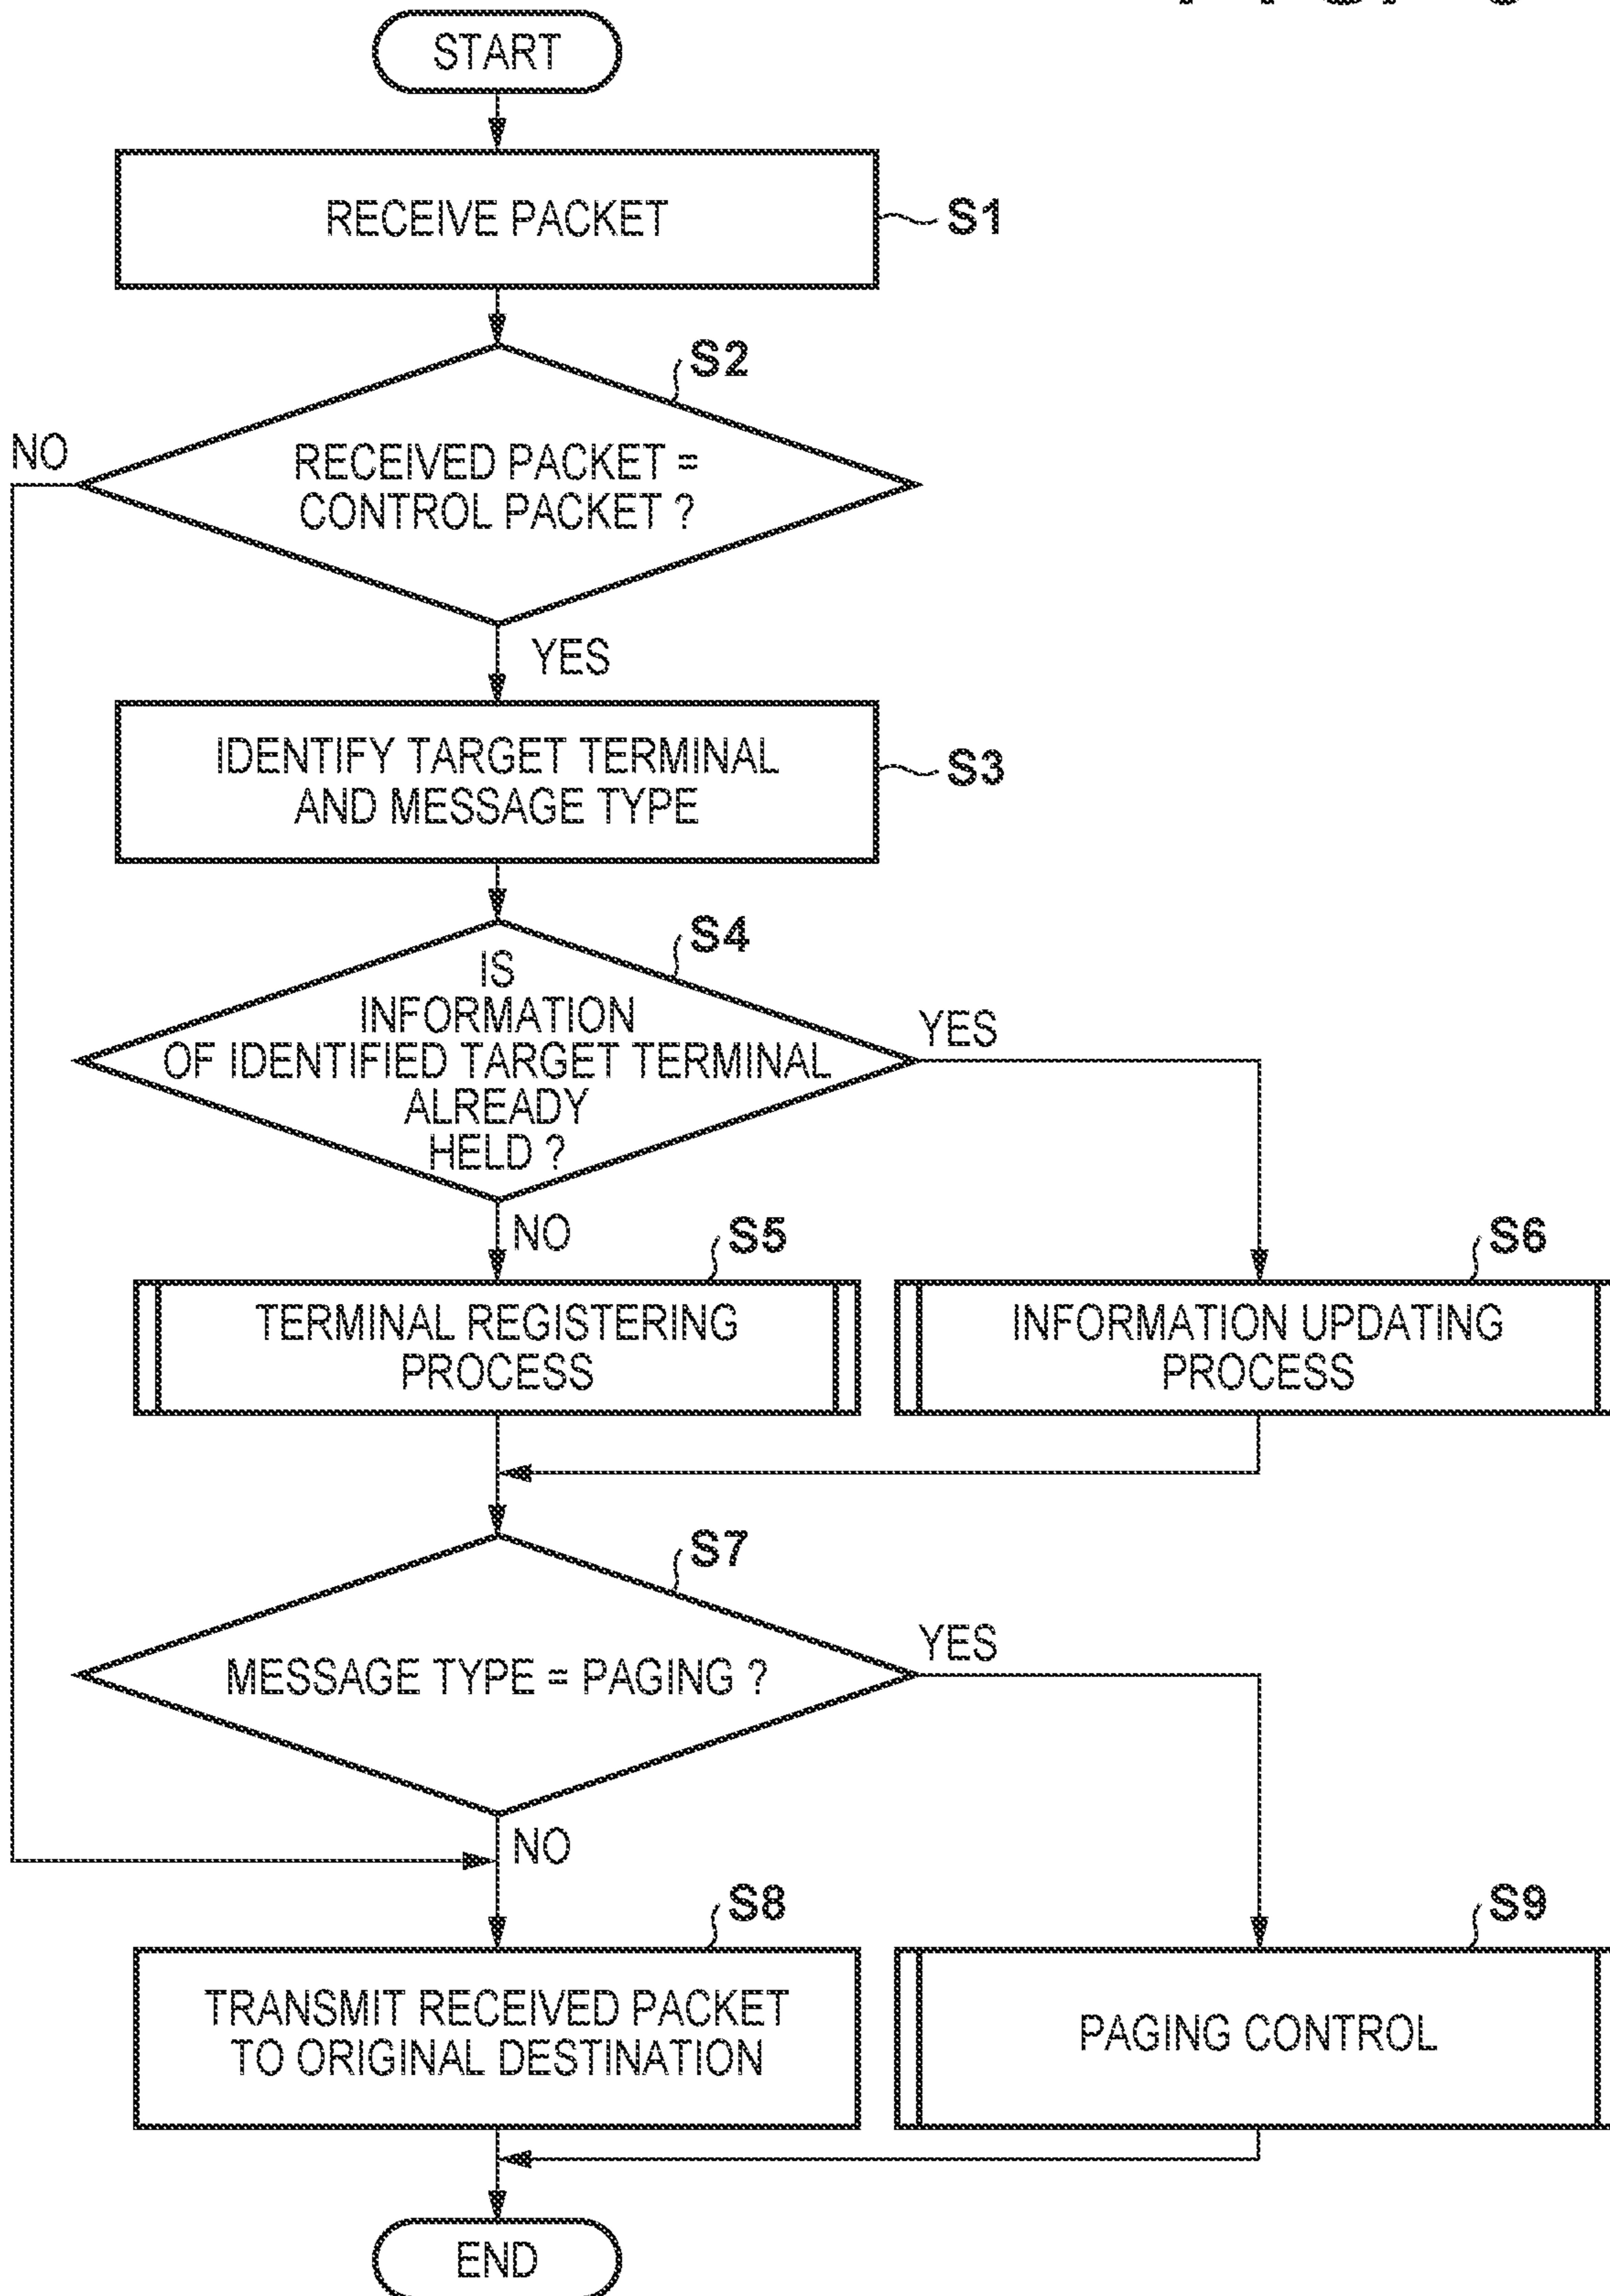 START
RECEIVE PACKET
S1
S2
NO
RECEIVED PACKET =
CONTROL PACKET ?
YES
IDENTIFY TARGET TERMINAL
AND MESSAGE TYPE
S3
S4
IS
INFORMATION
OF IDENTIFIED TARGET TERMINAL
ALREADY
HELD ?
YES
NO
S5
S6
TERMINAL REGISTERING
PROCESS
INFORMATION UPDATING
PROCESS
S7
MESSAGE TYPE = PAGING ?
YES
NO
S8
S9
TRANSMIT RECEIVED PACKET
TO ORIGINAL DESTINATION
PAGING CONTROL
END